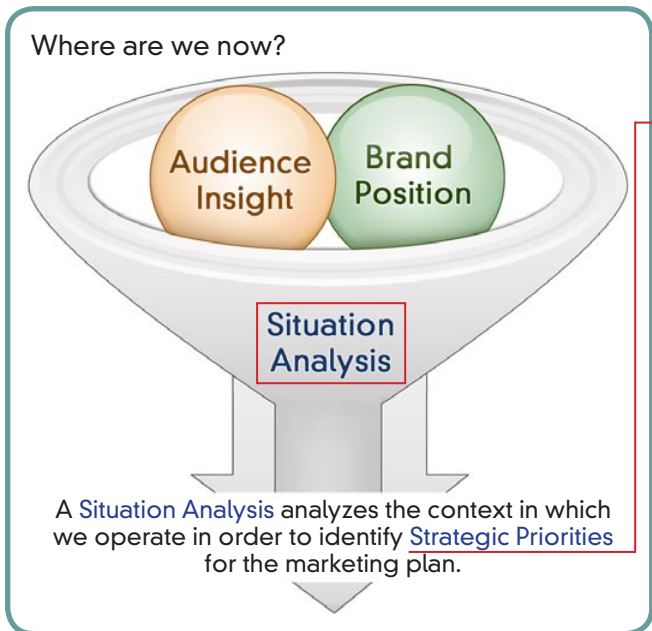 Where are we now?
Audience
Insight
Brand
Position
Situation
Analysis
A Situation Analysis analyzes the context in which
we operate in order to identify Strategic Priorities
for the marketing plan.